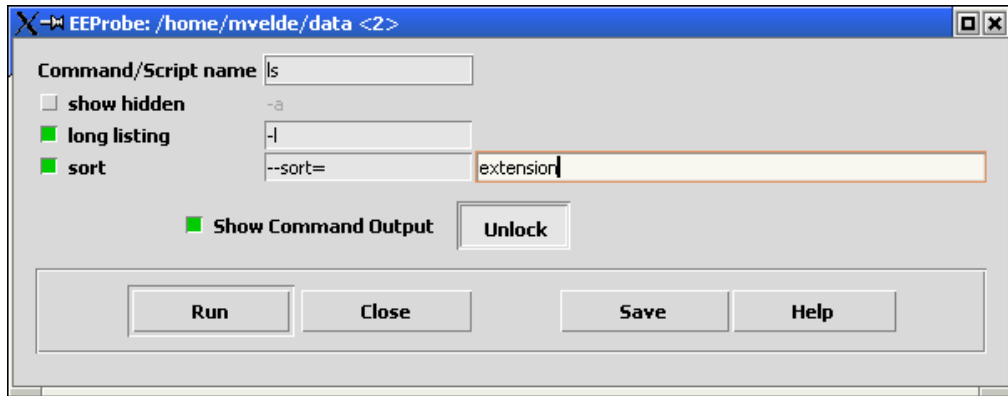 EEProbe: /home/mvelde/data <2>
Command/Script name ls
show hidden -a
long listing -l
sort --sort= extension
Show Command Output Unlock
Run Close Save Help